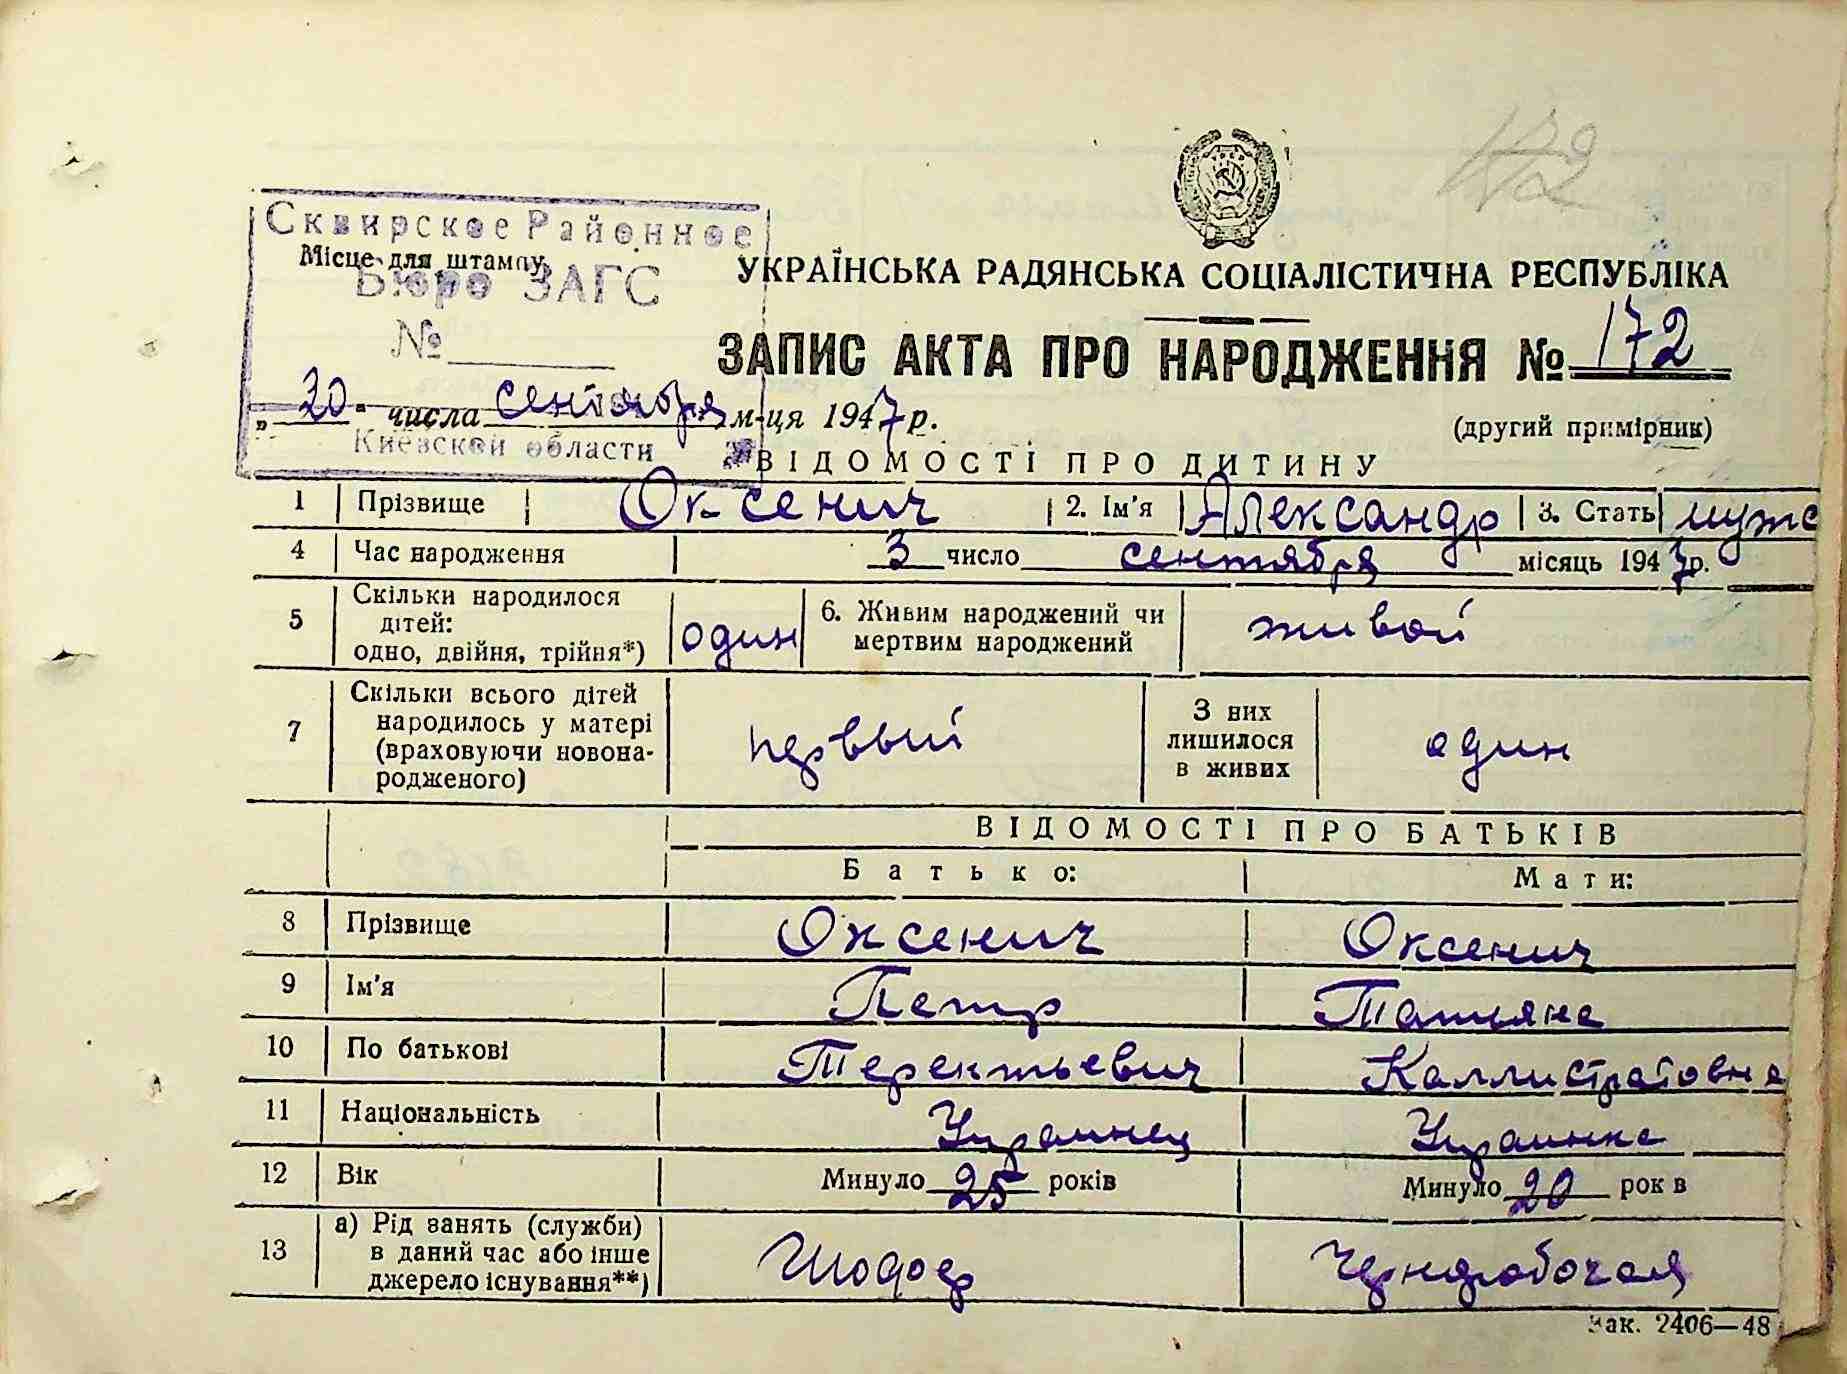 172
Сквирское Районное
Місце для штампу
Бюро ЗАГС
№
УКРАЇНСЬКА РАДЯНСЬКА СОЦІАЛІСТИЧНА РЕСПУБЛІКА
ЗАПИС АКТА ПРО НАРОДЖЕННЯ № 172
„30" числа сентября м-ця 1947 р.
(другий примірник)
Киевской области
ВІДОМОСТІ ПРО ДИТИНУ
1 Прізвище Оксенич 2. Ім'я Александр 3. Стать мужс
4 Час народження 3 число сентября місяць 1947 р.
5 Скільки народилося дітей: одно, двійня, трійня*) один 6. Живим народжений чи мертвим народжений живой
7 Скільки всього дітей народилось у матері (враховуючи новонародженого) первый З них лишилося в живих один
ВІДОМОСТІ ПРО БАТЬКІВ
Батько: Мати:
8 Прізвище Оксенич Оксенич
9 Ім'я Петр Татьяна
10 По батькові Терентьевич Каллистратовна
11 Національність Украинец Украинка
12 Вік Минуло 25 років Минуло 20 рок в
13 а) Рід занять (служби) в даний час або інше джерело існування**) Шофер Чернорабочая
Зак. 2406—48